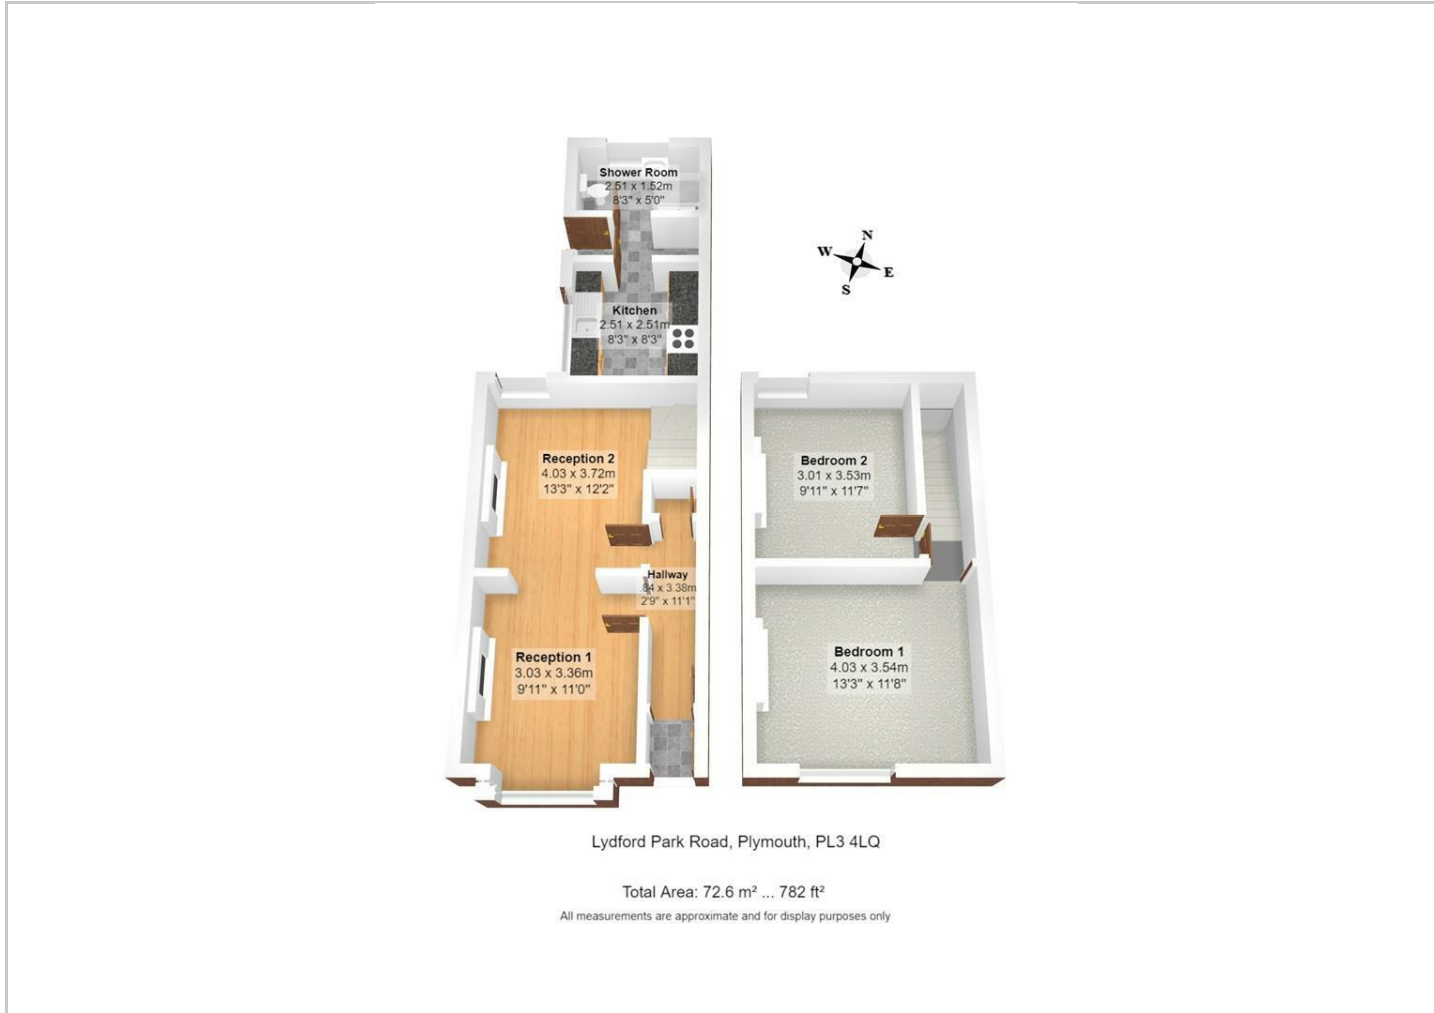 Shower Room
2.51 x 1.52m
8'3" x 5'0"
N
W
E
S
Kitchen
2.51 x 2.51m
8'3" x 8'3"
Reception 2
4.03 x 3.72m
13'3" x 12'2"
Bedroom 2
3.01 x 3.53m
9'11" x 11'7"
Hallway
.84 x 3.38m
2'9" x 11'1"
Reception 1
3.03 x 3.36m
9'11" x 11'0"
Bedroom 1
4.03 x 3.54m
13'3" x 11'8"
Lydford Park Road, Plymouth, PL3 4LQ
Total Area: 72.6 m² ... 782 ft²
All measurements are approximate and for display purposes only